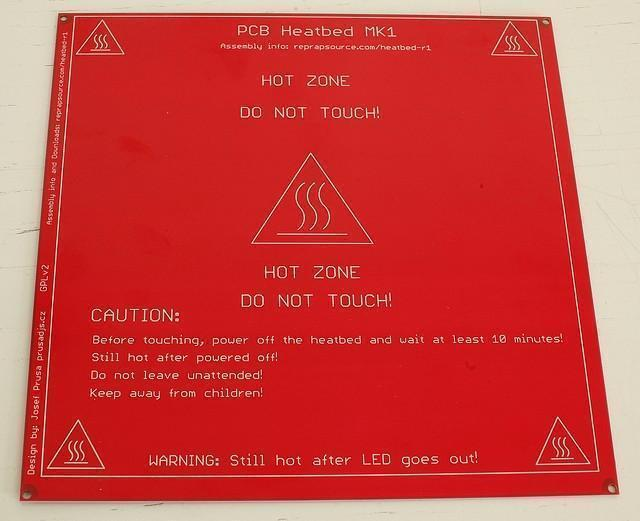 PCB Heatbed MK1
Assembly info: reprapsource.com/heatbed-r1
HOT ZONE
DO NOT TOUCH!
HOT ZONE
DO NOT TOUCH!
CAUTION:
Before touching, power off the heatbed and wait at least 10 minutes!
Still hot after powered off!
Do not leave unattended!
Keep away from children!
WARNING: Still hot after LED goes out!
Design by: Josef Prusa prusadjs.cz GPLv2
Assembly info and Downloads: reprapsource.com/heatbed-r1